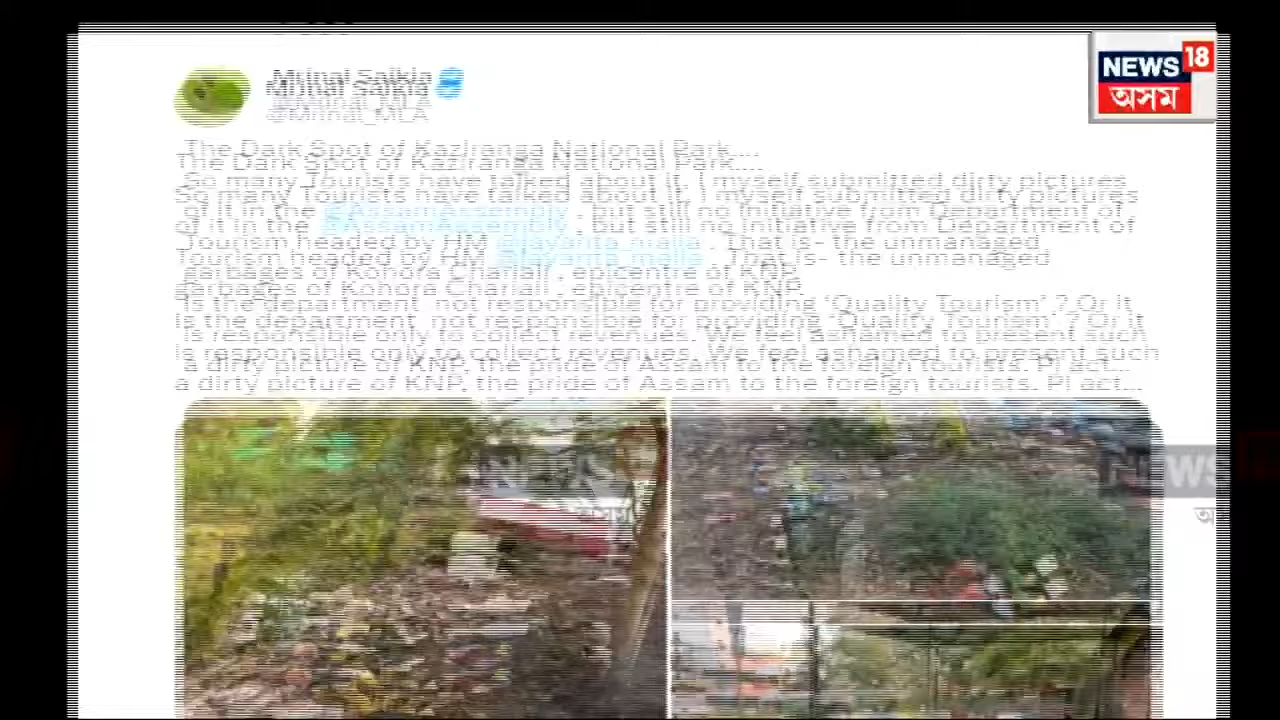 NEWS 18
অসম
Mrinal Saikia
The Dark Spot of Kaziranga National Park...
So many Tourists have talked about it. I myself submitted dirty pictures
of it in the ; but still no initiative from Department of
Tourism headed by HM . That is- the unmanaged
garbages of Kohora Chariali ; epicentre of KNP.
Is the department not responsible for providing ‘Quality Tourism’ ? Or it
is responsible only to collect revenues. We feel ashamed to present such
a dirty picture of KNP, the pride of Assam to the foreign tourists. Pl act...
NEWS